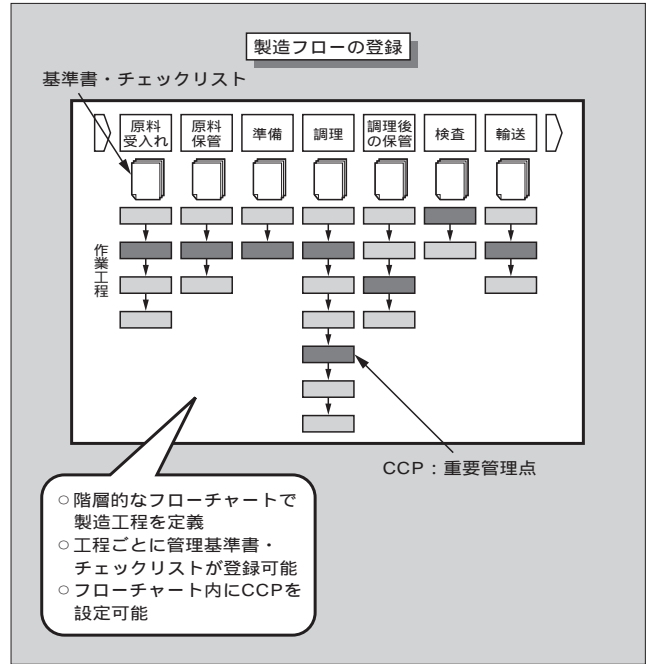 製造フローの登録
基準書・チェックリスト
原料
受入れ
原料
保管
準備
調理
調理後
の保管
検査
輸送
作業工程
CCP:重要管理点
○階層的なフローチャートで
製造工程を定義
○工程ごとに管理基準書・
チェックリストが登録可能
○フローチャート内にCCPを
設定可能